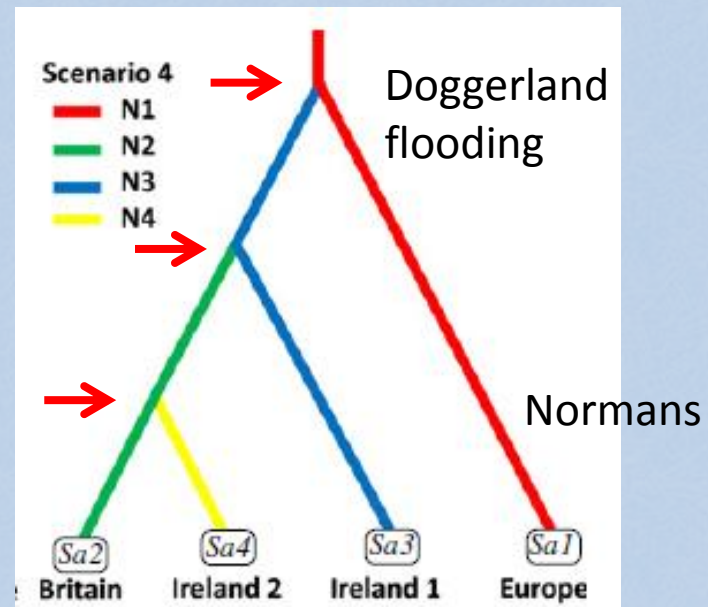 Scenario 4
N1
N2
N3
N4
Doggerland
flooding
Normans
Sa2
Sa4
Sa3
Sa1
Britain
Ireland 2
Ireland 1
Europe